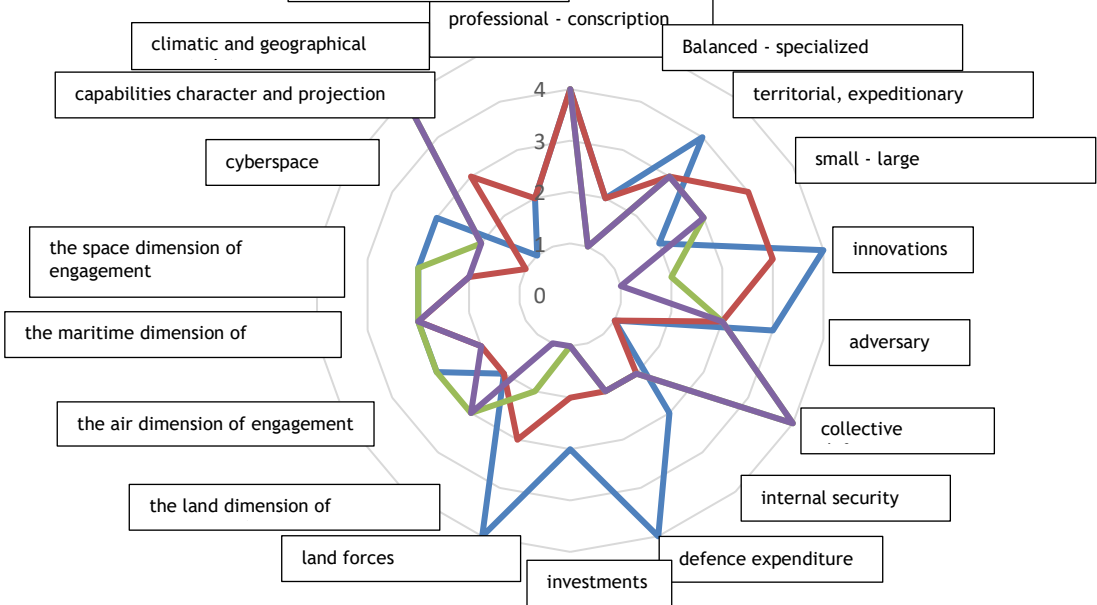 professional - conscription
climatic and geographical
Balanced - specialized
capabilities character and projection
territorial, expeditionary
4
3
cyberspace
small - large
2
1
the space dimension of
engagement
innovations
0
the maritime dimension of
adversary
the air dimension of engagement
collective
internal security
the land dimension of
land forces
defence expenditure
investments